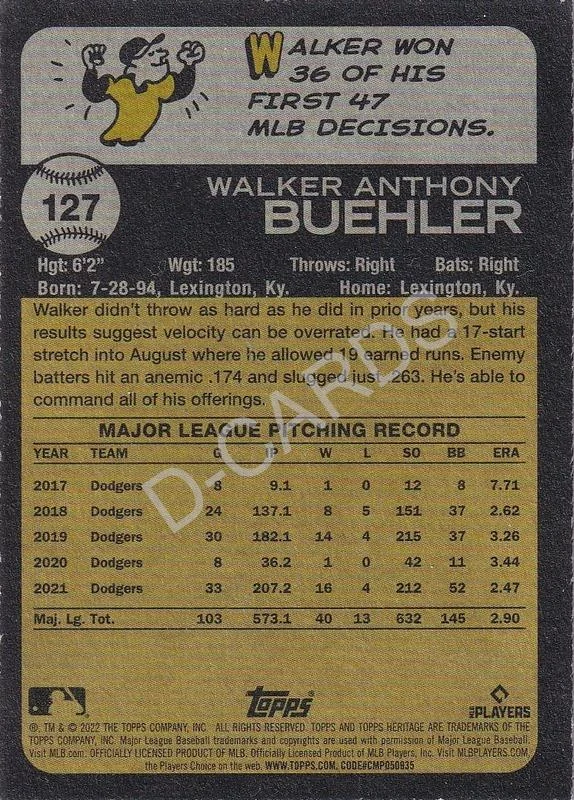 WALKER WON
36 OF HIS
FIRST 47
MLB DECISIONS.
127
WALKER ANTHONY
BUEHLER
Hgt: 6'2" Wgt: 185 Throws: Right Bats: Right
Born: 7-28-94, Lexington, Ky. Home: Lexington, Ky.
Walker didn't throw as hard as he did in prior years, but his
results suggest velocity can be overrated. He had a 17-start
stretch into August where he allowed 19 earned runs. Enemy
batters hit an anemic .174 and slugged just .263. He's able to
command all of his offerings.
MAJOR LEAGUE PITCHING RECORD
YEAR TEAM G IP W L SO BB ERA
2017 Dodgers 8 9.1 1 0 12 8 7.71
2018 Dodgers 24 137.1 8 5 151 37 2.62
2019 Dodgers 30 182.1 14 4 215 37 3.26
2020 Dodgers 8 36.2 1 0 42 11 3.44
2021 Dodgers 33 207.2 16 4 212 52 2.47
Maj. Lg. Tot. 103 573.1 40 13 632 145 2.90
D-CARDS
Topps
MLB PLAYERS
®, TM & © 2022 THE TOPPS COMPANY, INC. ALL RIGHTS RESERVED. TOPPS AND TOPPS HERITAGE ARE TRADEMARKS OF THE
TOPPS COMPANY, INC. Major League Baseball trademarks and copyrights are used with permission of Major League Baseball.
Visit MLB.com. OFFICIALLY LICENSED PRODUCT OF MLB. Officially Licensed Product of MLB Players, Inc. Visit MLBPLAYERS.com,
the Players Choice on the web. WWW.TOPPS.COM. CODE#CMP050935